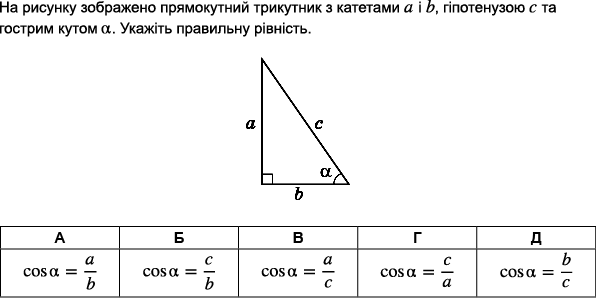 На рисунку зображено прямокутний трикутник з катетами a і b, гіпотенузою c та
гострим кутом α. Укажіть правильну рівність.
a
c
α
b
А Б В Г Д
cos α = a/b cos α = c/b cos α = a/c cos α = c/a cos α = b/c